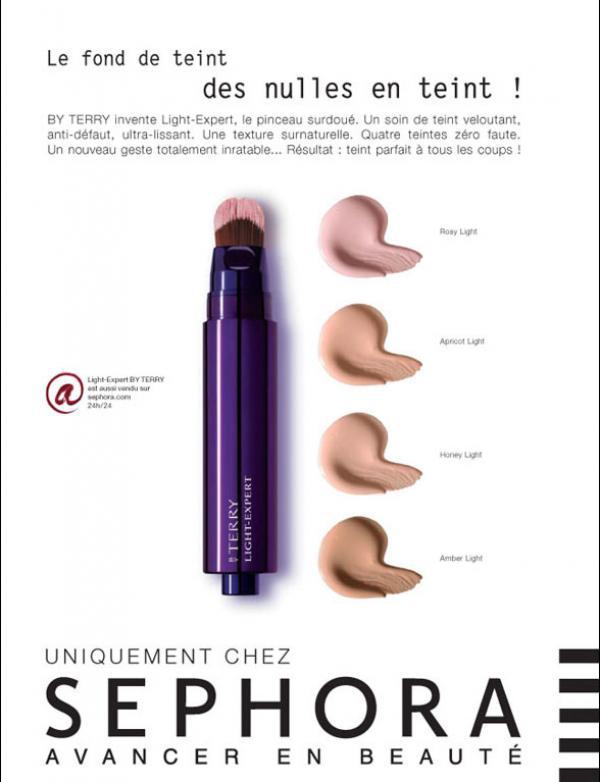 Le fond de teint
des nulles en teint !
BY TERRY invente Light-Expert, le pinceau surdoué. Un soin de teint veloutant,
anti-défaut, ultra-lissant. Une texture surnaturelle. Quatre teintes zéro faute.
Un nouveau geste totalement inratable... Résultat : teint parfait à tous les coups !
Rosy Light
Apricot Light
@
Light-Expert BY TERRY
est aussi vendu sur
sephora.com
24h/24
Honey Light
BY TERRY
LIGHT-EXPERT
Amber Light
UNIQUEMENT CHEZ
SEPHORA
AVANCER EN BEAUTÉ